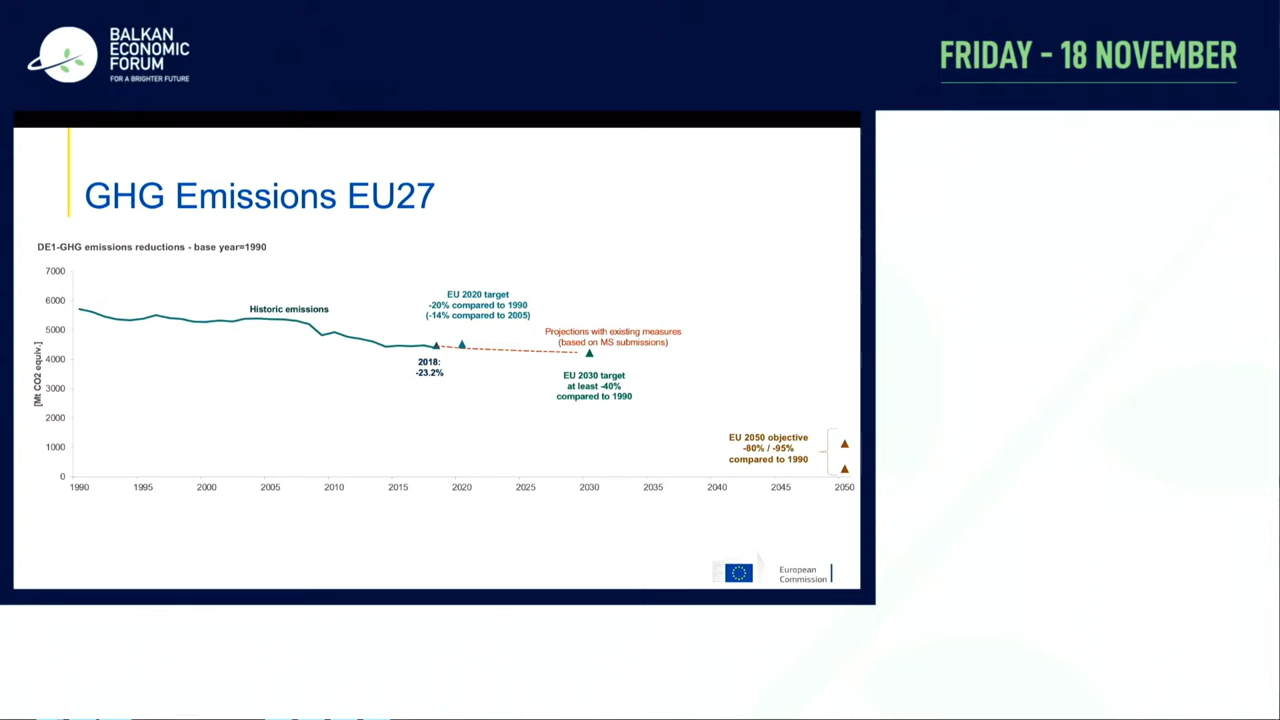 BALKAN
ECONOMIC
FORUM
FOR A BRIGHTER FUTURE
FRIDAY - 18 NOVEMBER
GHG Emissions EU27
DE1-GHG emissions reductions - base year=1990
[Mt CO2 equiv.]
7000
6000
5000
4000
3000
2000
1000
0
Historic emissions
EU 2020 target
-20% compared to 1990
(-14% compared to 2005)
2018:
-23.2%
Projections with existing measures
(based on MS submissions)
EU 2030 target
at least -40%
compared to 1990
EU 2050 objective
-80% / -95%
compared to 1990
1990
1995
2000
2005
2010
2015
2020
2025
2030
2035
2040
2045
2050
European
Commission